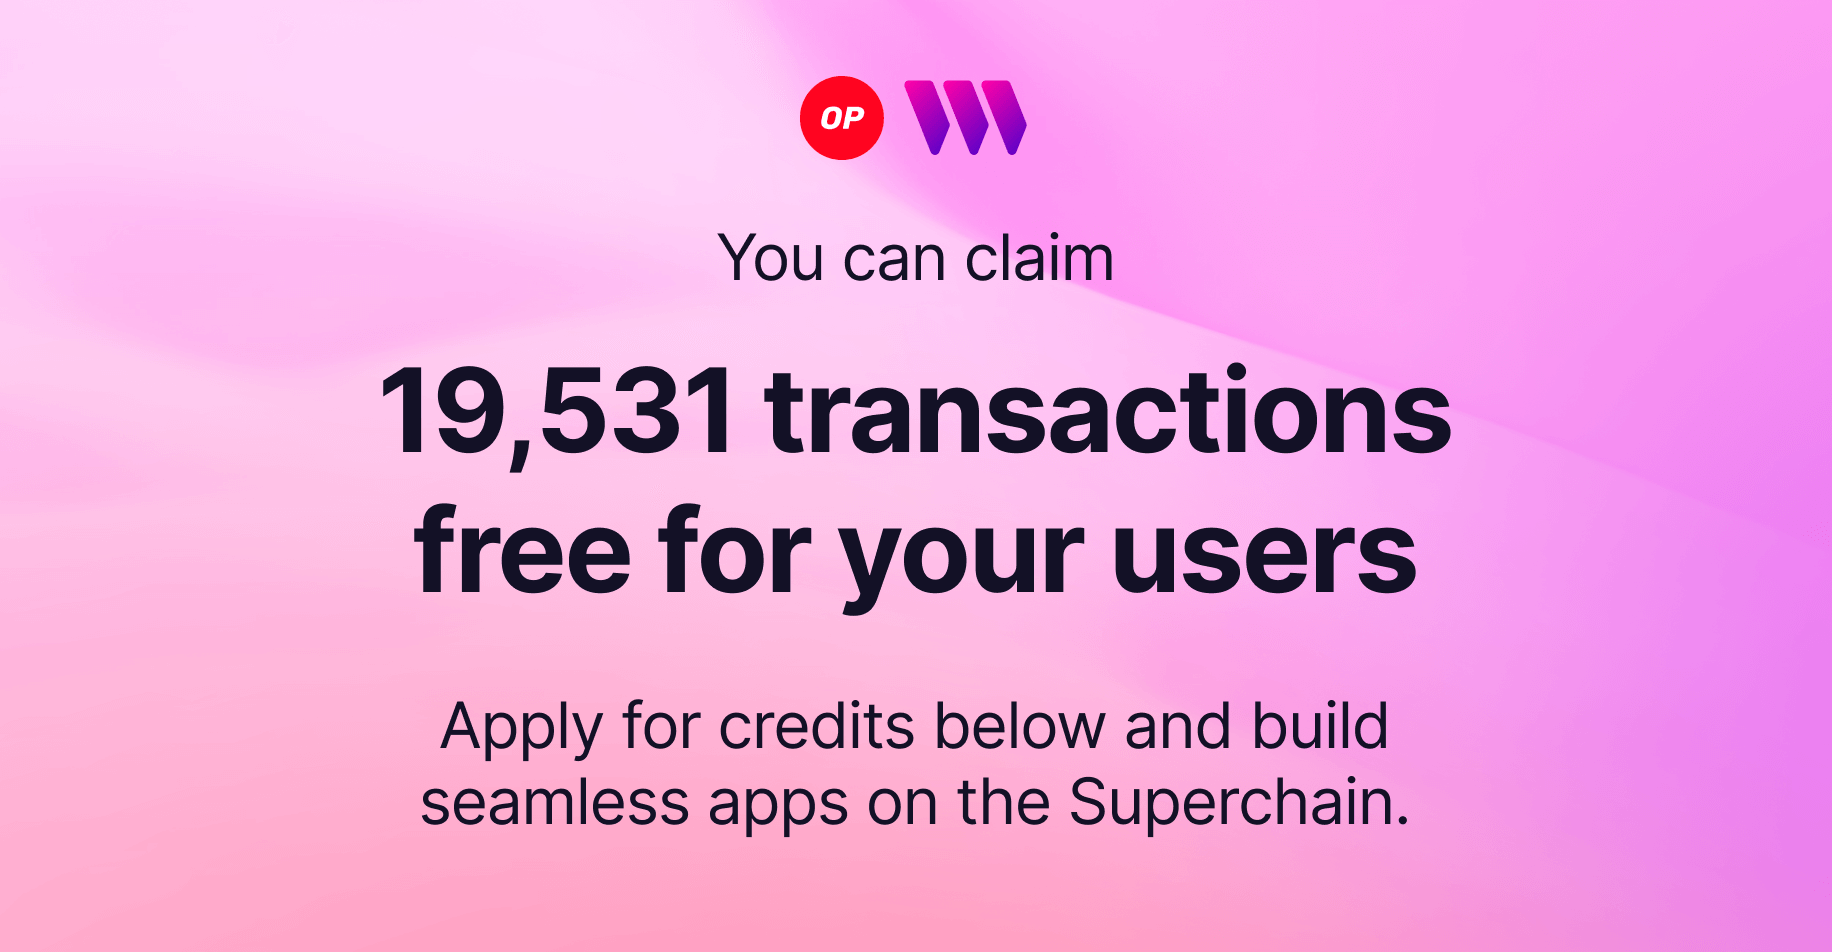 OP
You can claim
19,531 transactions
free for your users
Apply for credits below and build
seamless apps on the Superchain.